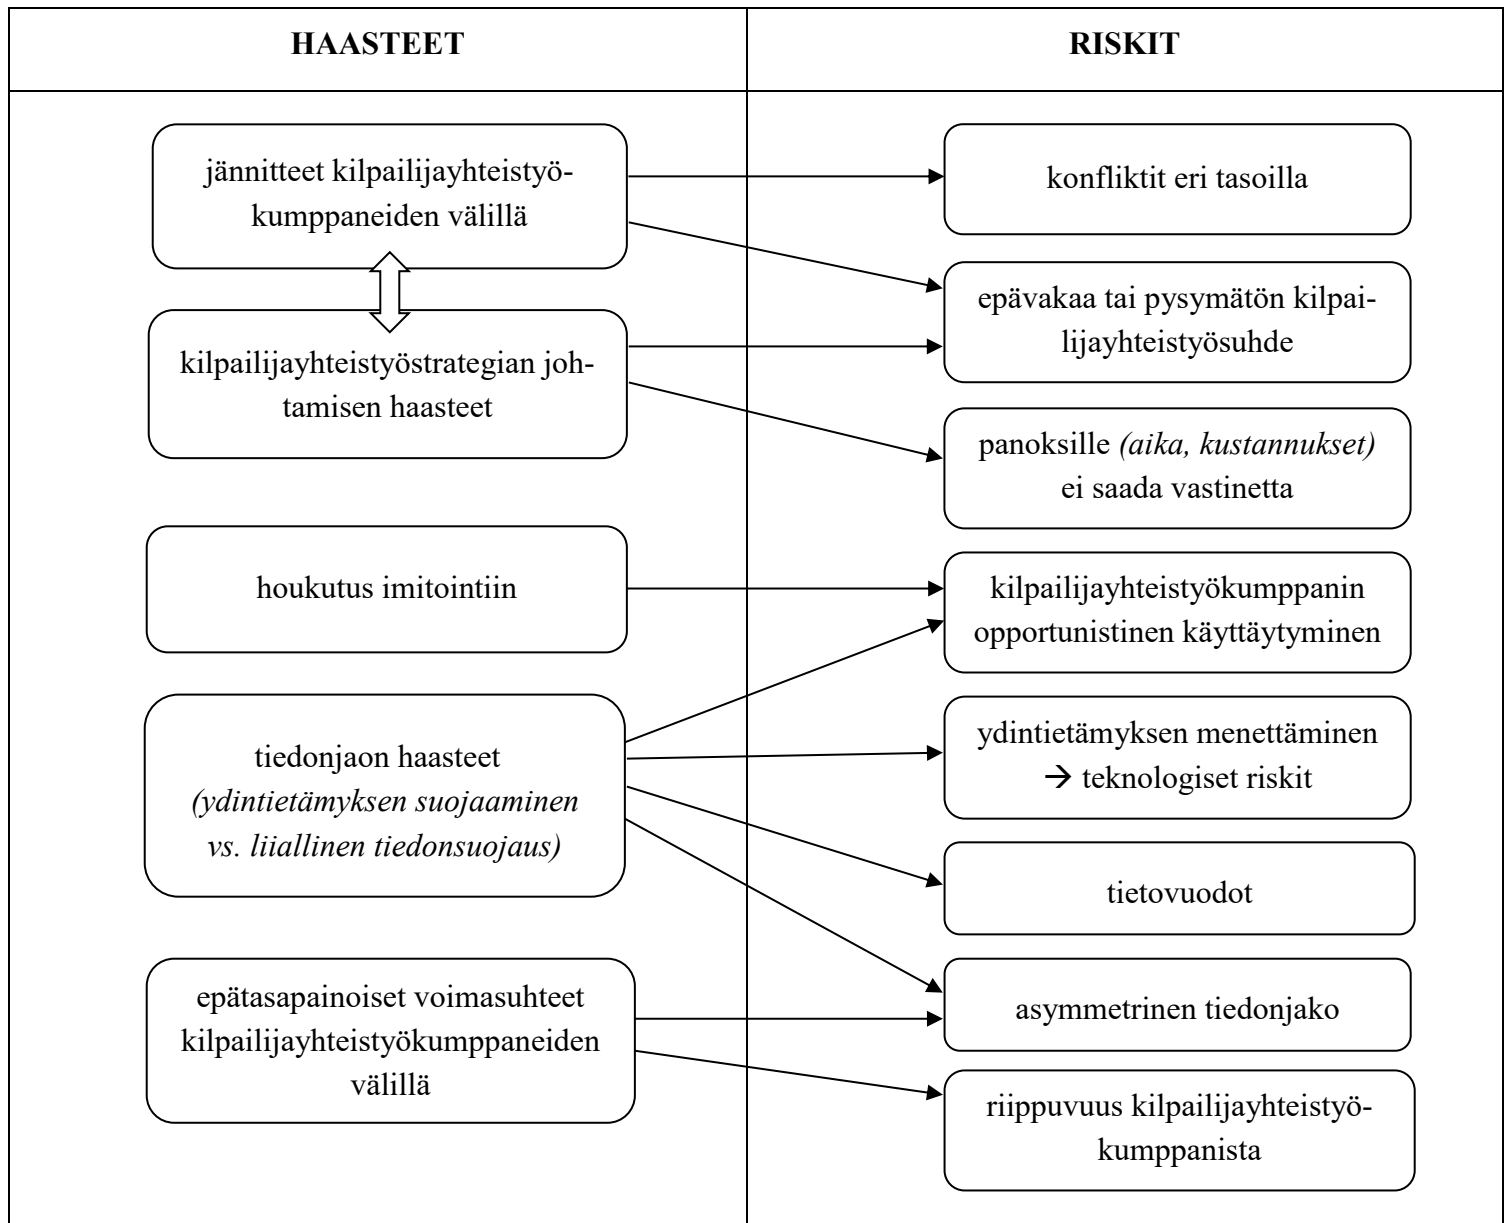 HAASTEET
RISKIT
jännitteet kilpailijayhteistyö-
kumppaneiden välillä
kilpailijayhteistyöstrategian joh-
tamisen haasteet
houkutus imitointiin
tiedonjaon haasteet
(ydintietämyksen suojaaminen
vs. liiallinen tiedonsuojaus)
epätasapainoiset voimasuhteet
kilpailijayhteistyökumppaneiden
välillä
konfliktit eri tasoilla
epävakaa tai pysymätön kilpai-
lijayhteistyösuhde
panoksille (aika, kustannukset)
ei saada vastinetta
kilpailijayhteistyökumppanin
opportunistinen käyttäytyminen
ydintietämyksen menettäminen
→ teknologiset riskit
tietovuodot
asymmetrinen tiedonjako
riippuvuus kilpailijayhteistyö-
kumppanista